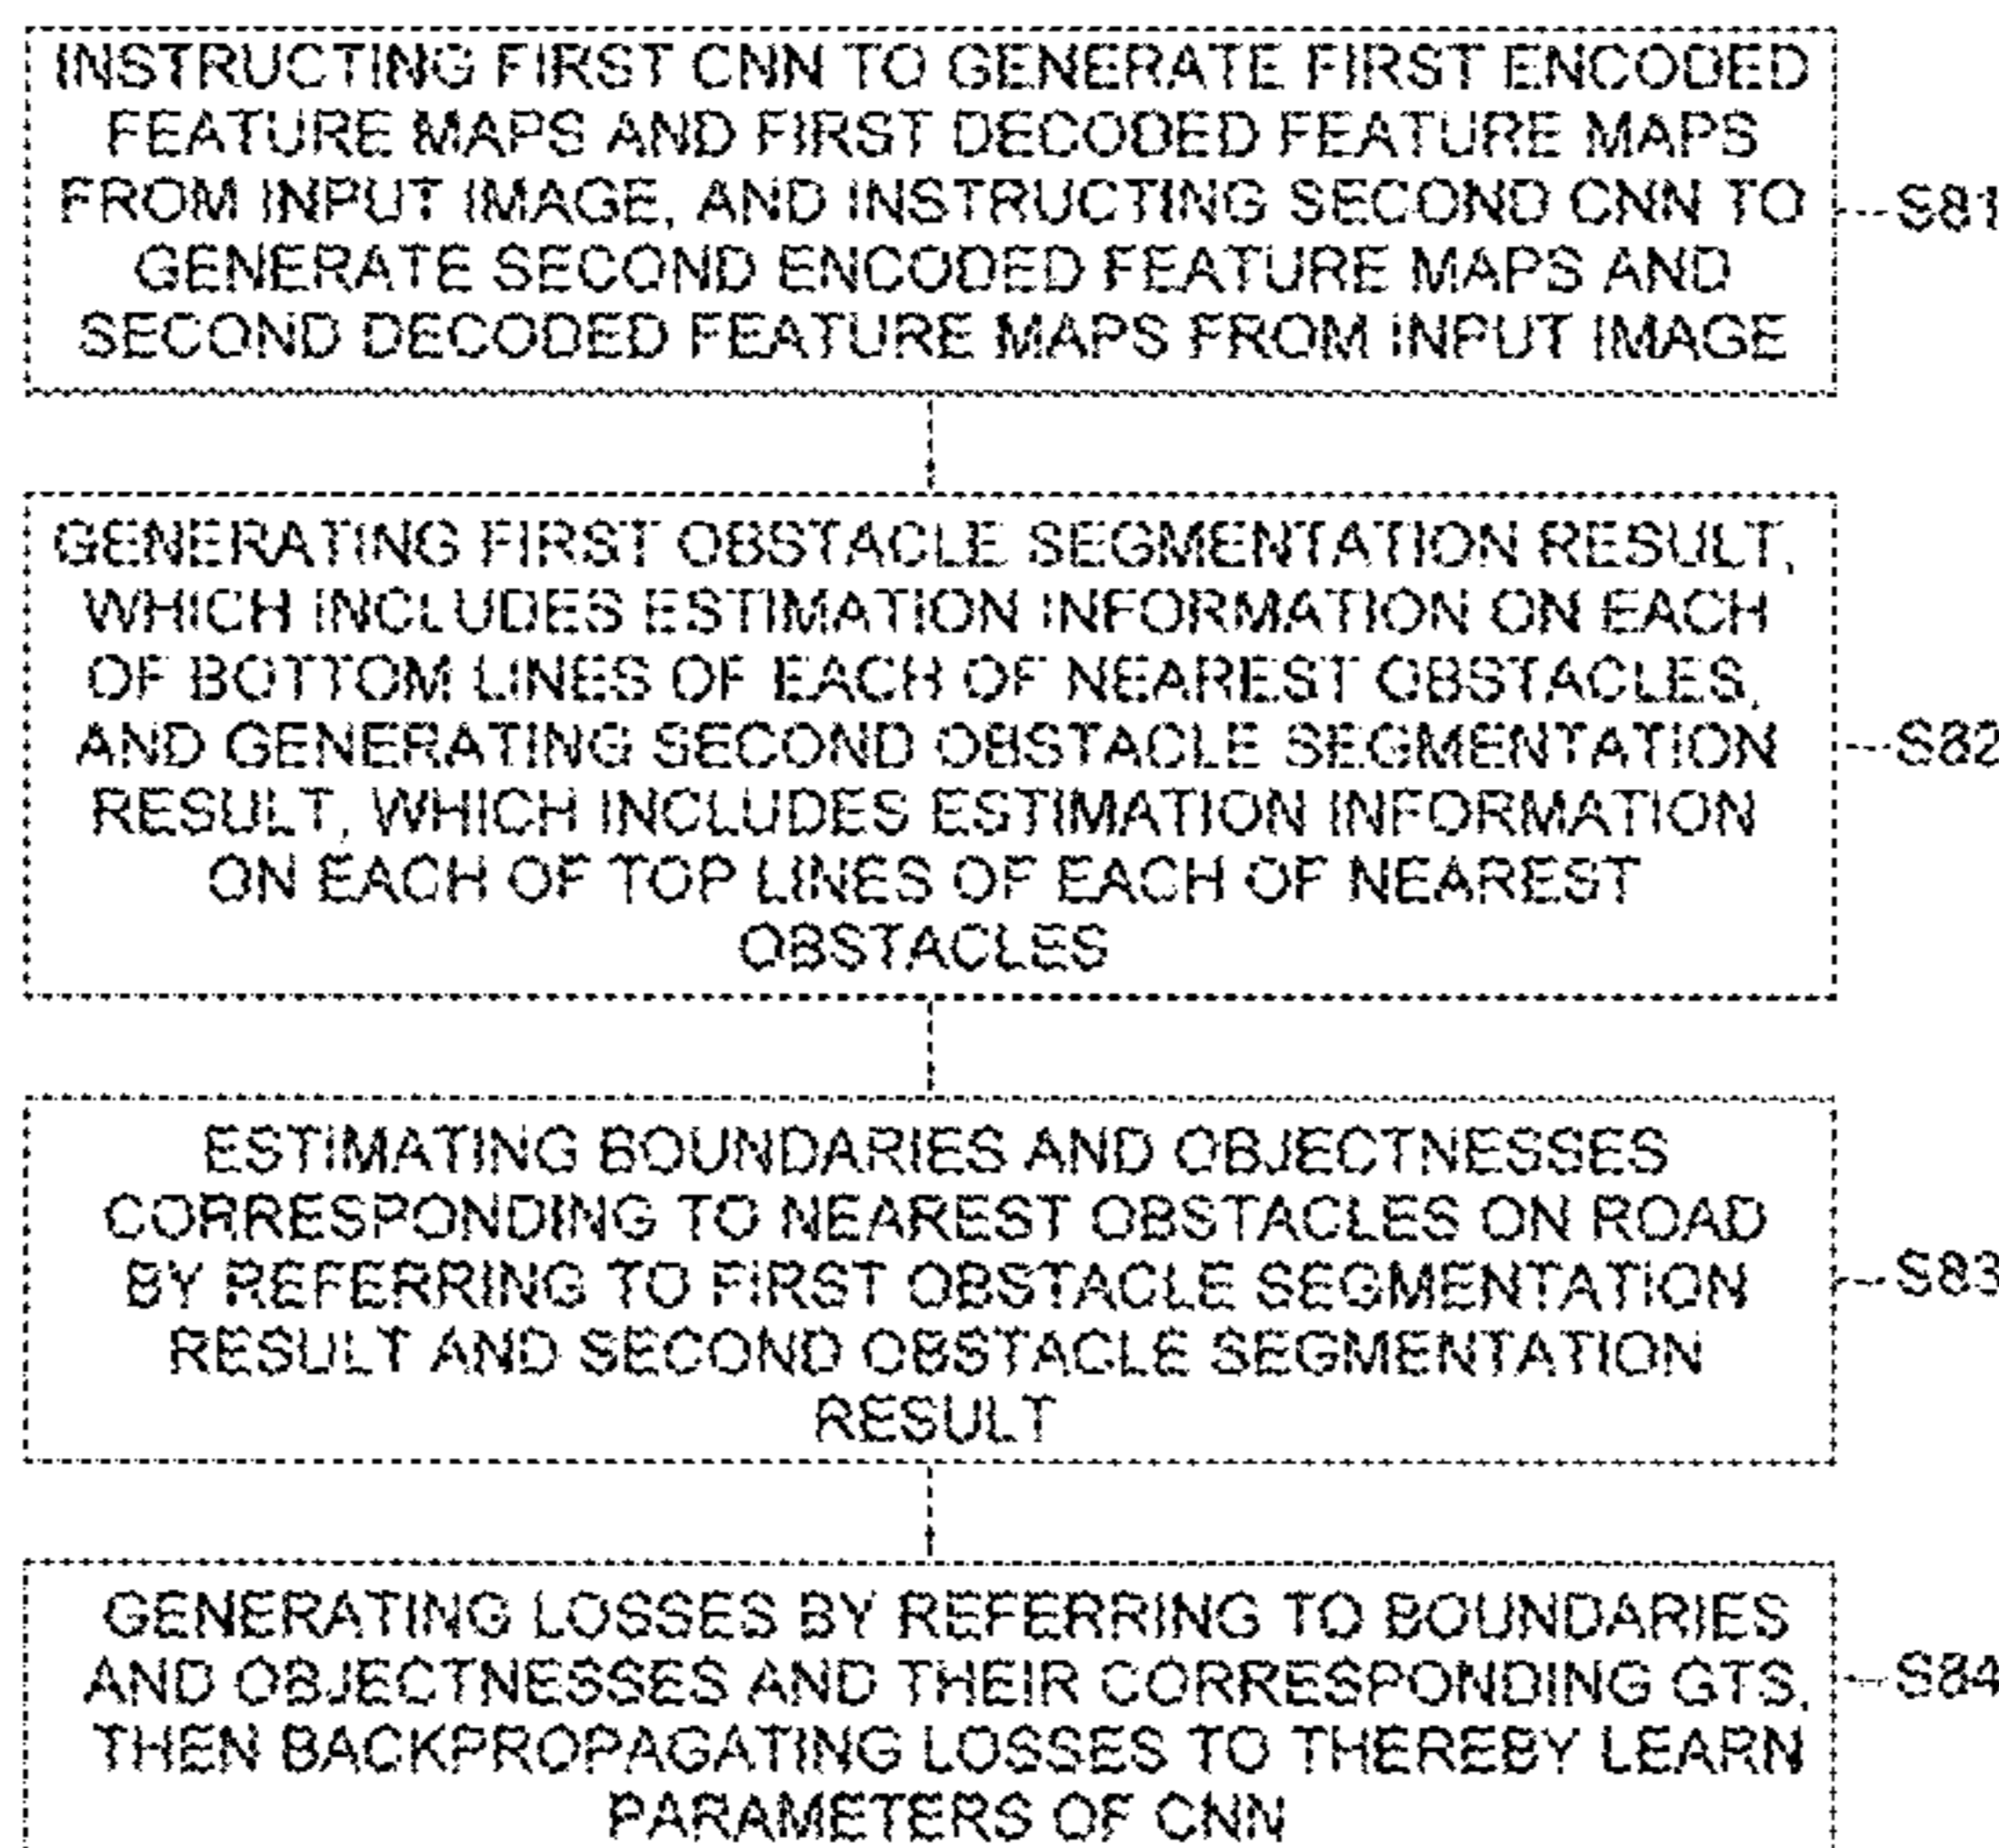 INSTRUCTING FIRST CNN TO GENERATE FIRST ENCODED
FEATURE MAPS AND FIRST DECODED FEATURE MAPS
FROM INPUT IMAGE, AND INSTRUCTING SECOND CNN TO
GENERATE SECOND ENCODED FEATURE MAPS AND
SECOND DECODED FEATURE MAPS FROM INPUT IMAGE
S81
GENERATING FIRST OBSTACLE SEGMENTATION RESULT,
WHICH INCLUDES ESTIMATION INFORMATION ON EACH
OF BOTTOM LINES OF EACH OF NEAREST OBSTACLES,
AND GENERATING SECOND OBSTACLE SEGMENTATION
RESULT, WHICH INCLUDES ESTIMATION INFORMATION
ON EACH OF TOP LINES OF EACH OF NEAREST
OBSTACLES
S82
ESTIMATING BOUNDARIES AND OBJECTNESSES
CORRESPONDING TO NEAREST OBSTACLES ON ROAD
BY REFERRING TO FIRST OBSTACLE SEGMENTATION
RESULT AND SECOND OBSTACLE SEGMENTATION
RESULT
S83
GENERATING LOSSES BY REFERRING TO BOUNDARIES
AND OBJECTNESSES AND THEIR CORRESPONDING GTS,
THEN BACKPROPAGATING LOSSES TO THEREBY LEARN
PARAMETERS OF CNN
S84